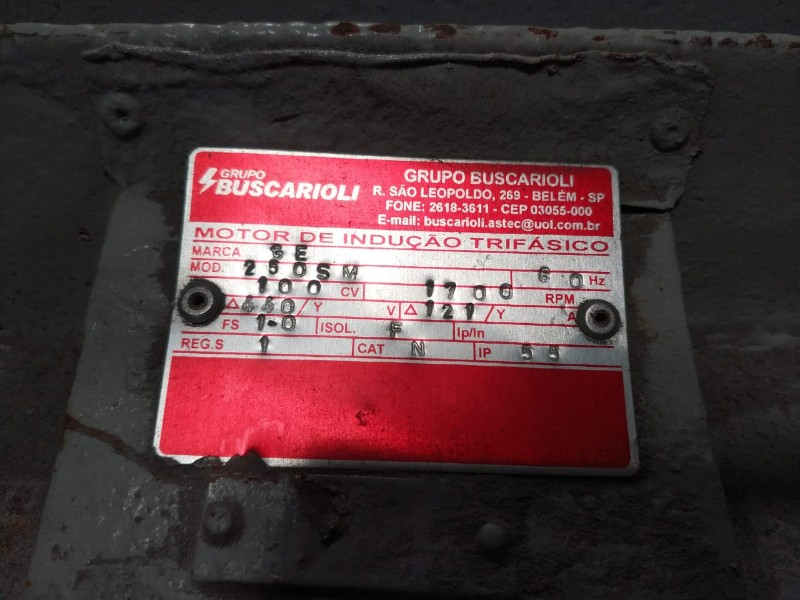 GRUPO
BUSCARIOLI
GRUPO BUSCARIOLI
R. SÃO LEOPOLDO, 269 - BELÉM - SP
FONE: 2618-3611 - CEP 03055-000
E-mail: buscarioli.astec@uol.com.br
MOTOR DE INDUÇÃO TRIFÁSICO
MARCA GE
MOD. 250SM 60 Hz
100 CV 1700 RPM
△ 440/Y V △ 121/Y A
FS 1-0 ISOL. F Ip/In
REG.S 1 CAT N IP 55